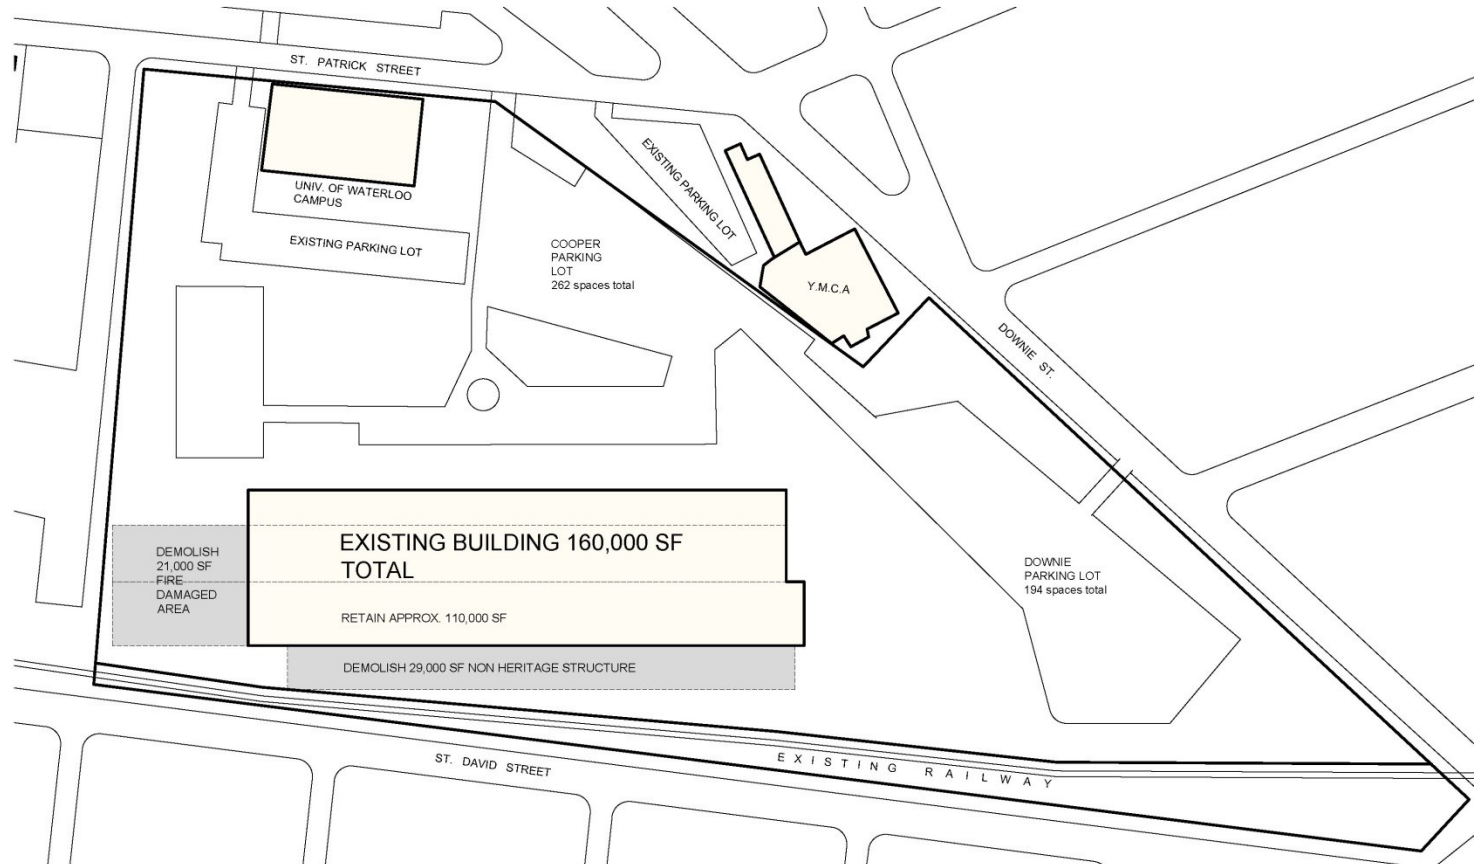 ST. PATRICK STREET
UNIV. OF WATERLOO
CAMPUS
EXISTING PARKING LOT
EXISTING PARKING LOT
COOPER
PARKING
LOT
262 spaces total
Y.M.C.A
DOWNIE ST.
EXISTING BUILDING 160,000 SF
TOTAL
RETAIN APPROX. 110,000 SF
DEMOLISH
21,000 SF
FIRE
DAMAGED
AREA
DOWNIE
PARKING LOT
194 spaces total
DEMOLISH 29,000 SF NON HERITAGE STRUCTURE
ST. DAVID STREET
EXISTING RAILWAY